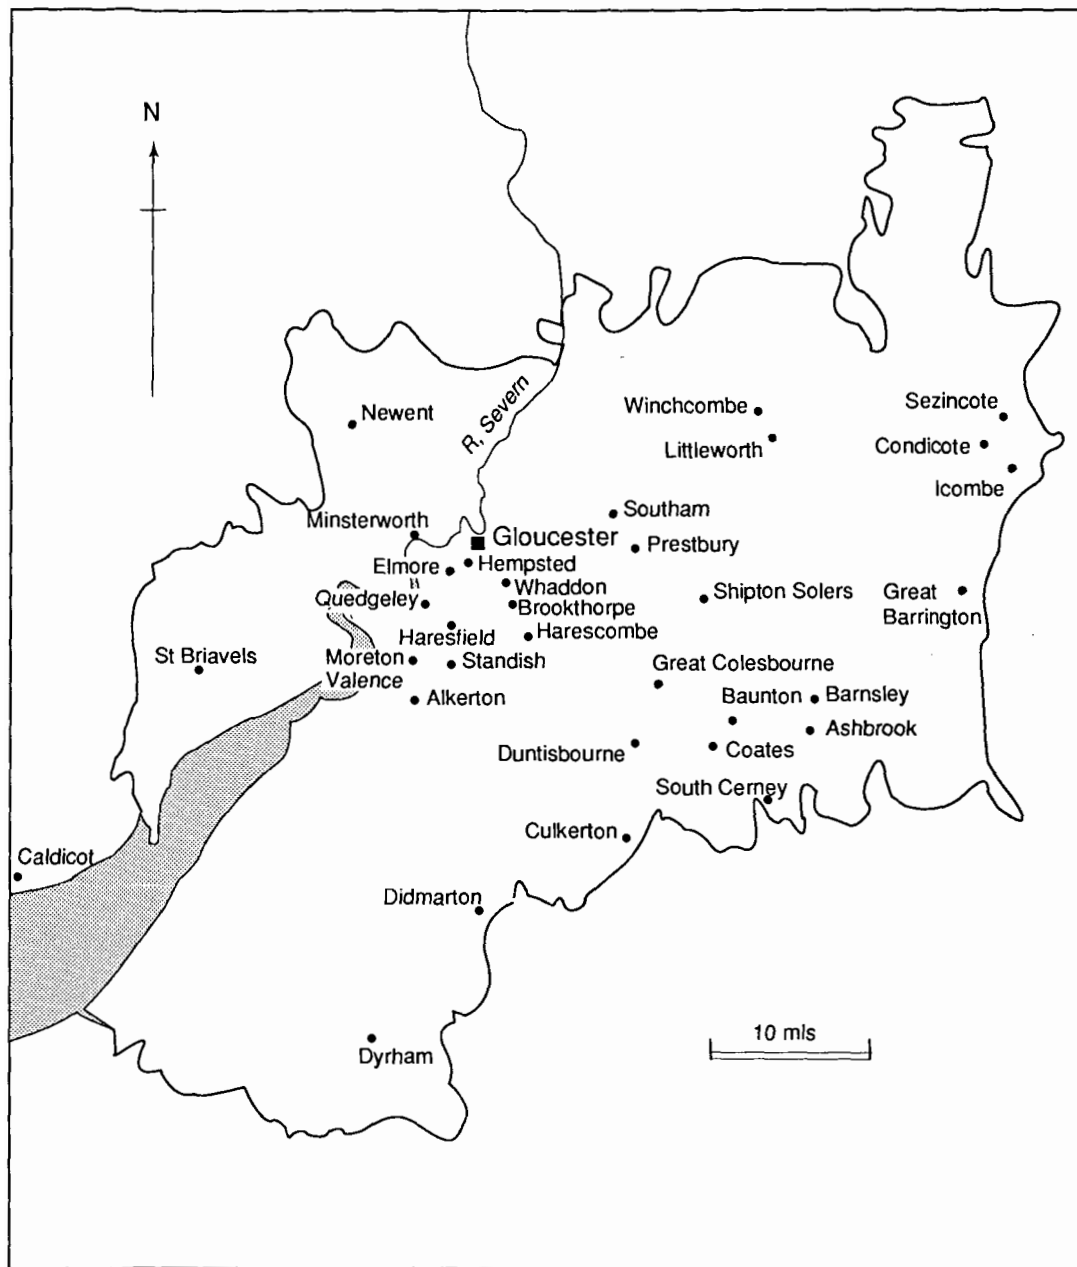 N
Newent
R, Severn
Winchcombe
Littleworth
Sezincote
Condicote
Icombe
Minsterworth
Southam
Gloucester
Prestbury
Elmore
Hempsted
Whaddon
Quedgeley
Brookthorpe
Shipton Solers
Great
Barrington
Haresfield
Harescombe
St Briavels
Moreton
Valence
Standish
Great Colesbourne
Alkerton
Baunton
Barnsley
Ashbrook
Duntisbourne
Coates
South Cerney
Culkerton
Caldicot
Didmarton
10 mls
Dyrham